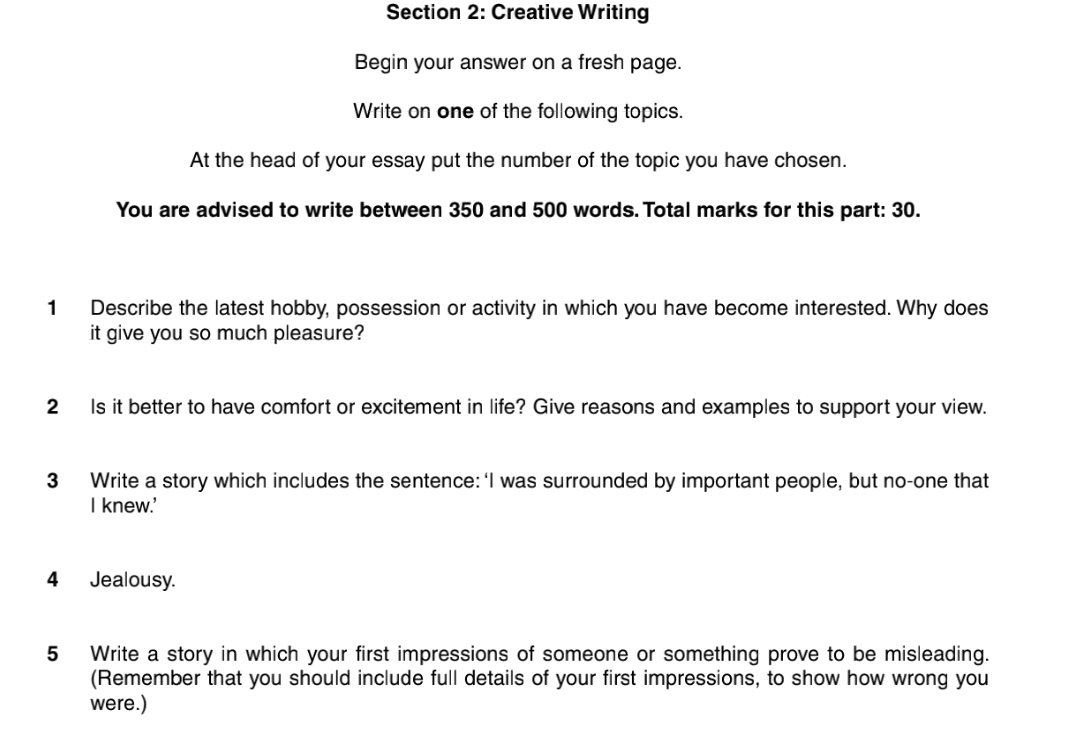 Section 2: Creative Writing
Begin your answer on a fresh page.
Write on one of the following topics.
At the head of your essay put the number of the topic you have chosen.
You are advised to write between 350 and 500 words. Total marks for this part: 30.
1 Describe the latest hobby, possession or activity in which you have become interested. Why does
it give you so much pleasure?
2 Is it better to have comfort or excitement in life? Give reasons and examples to support your view.
3 Write a story which includes the sentence: ‘I was surrounded by important people, but no-one that
I knew.’
4 Jealousy.
5 Write a story in which your first impressions of someone or something prove to be misleading.
(Remember that you should include full details of your first impressions, to show how wrong you
were.)